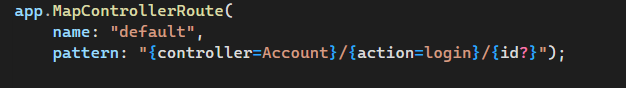 app.MapControllerRoute(
    name: "default",
    pattern: "{controller=Account}/{action=login}/{id?}");